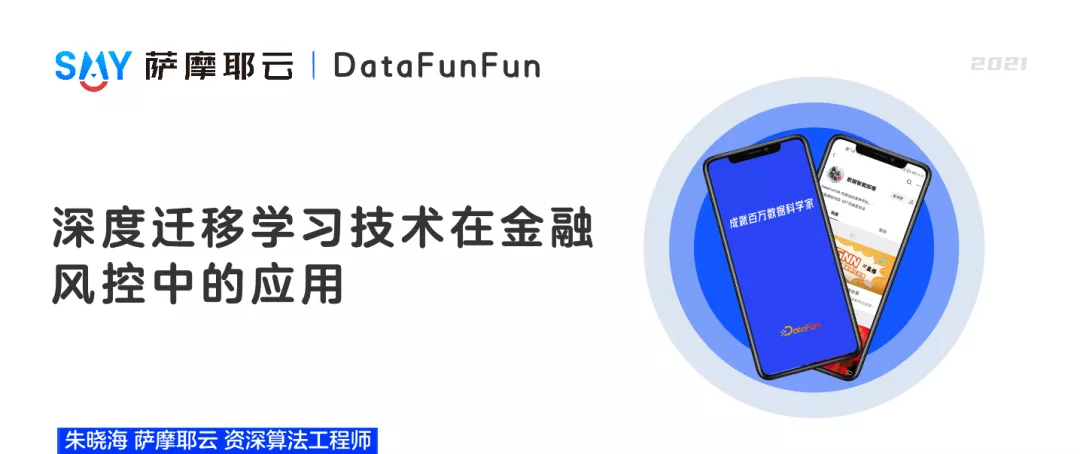 SMY 萨摩耶云 | DataFunFun
2021
深度迁移学习技术在金融
风控中的应用
成就百万数据科学家
DataFun
朱晓海 萨摩耶云 资深算法工程师